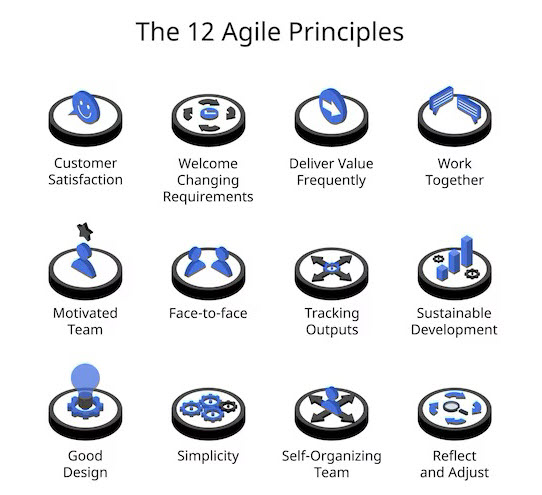 The 12 Agile Principles
Customer
Satisfaction
Welcome
Changing
Requirements
Deliver Value
Frequently
Work
Together
Motivated
Team
Face-to-face
Tracking
Outputs
Sustainable
Development
Good
Design
Simplicity
Self-Organizing
Team
Reflect
and Adjust